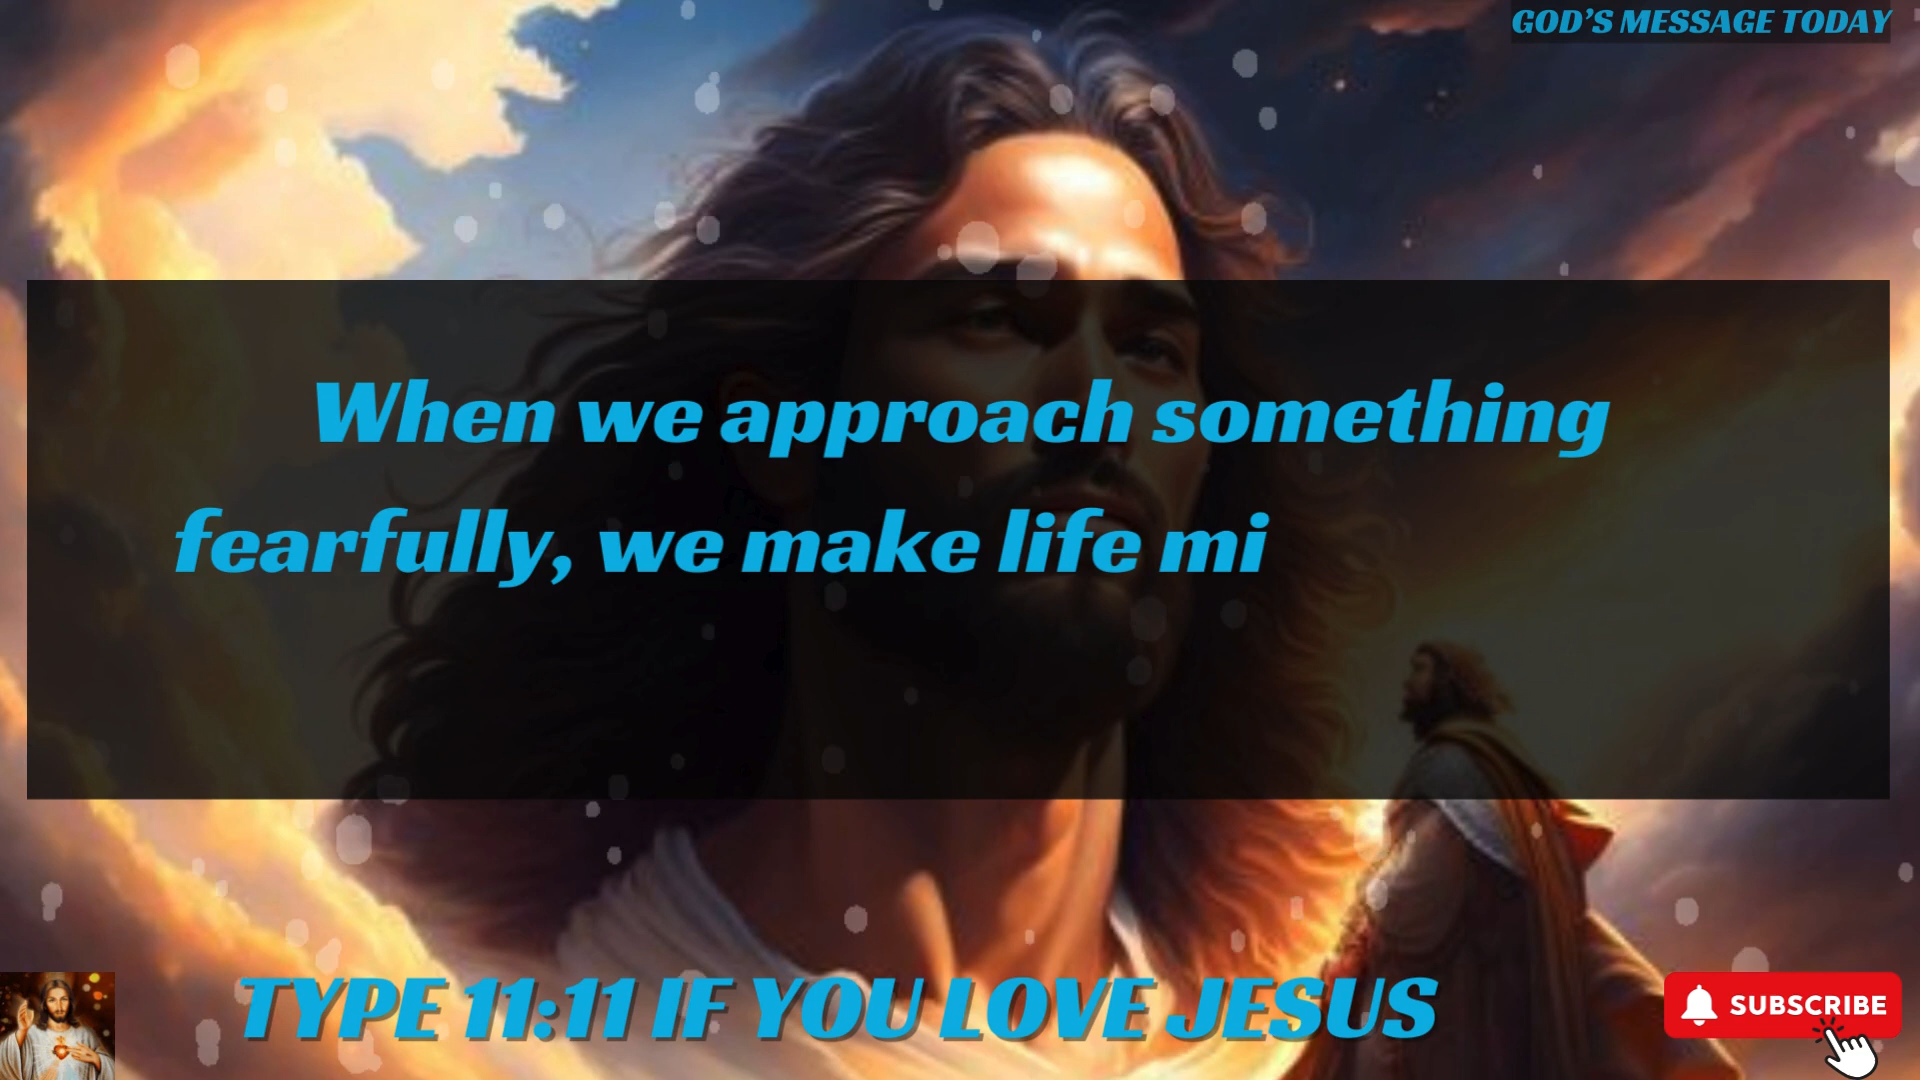 GOD'S MESSAGE TODAY
When we approach something
fearfully, we make life mi
TYPE 11:11 IF YOU LOVE JESUS
SUBSCRIBE